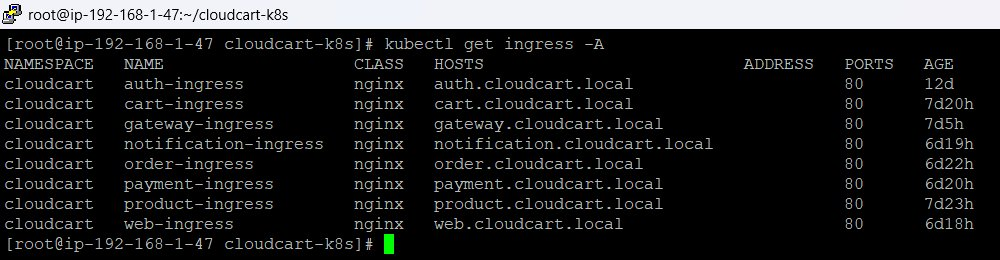 root@ip-192-168-1-47:~/cloudcart-k8s
[root@ip-192-168-1-47 cloudcart-k8s]# kubectl get ingress -A
NAMESPACE   NAME                   CLASS   HOSTS                          ADDRESS   PORTS   AGE
cloudcart   auth-ingress           nginx   auth.cloudcart.local                     80      12d
cloudcart   cart-ingress           nginx   cart.cloudcart.local                     80      7d20h
cloudcart   gateway-ingress        nginx   gateway.cloudcart.local                  80      7d5h
cloudcart   notification-ingress   nginx   notification.cloudcart.local             80      6d19h
cloudcart   order-ingress          nginx   order.cloudcart.local                    80      6d22h
cloudcart   payment-ingress        nginx   payment.cloudcart.local                  80      6d20h
cloudcart   product-ingress        nginx   product.cloudcart.local                  80      7d23h
cloudcart   web-ingress            nginx   web.cloudcart.local                      80      6d18h
[root@ip-192-168-1-47 cloudcart-k8s]#